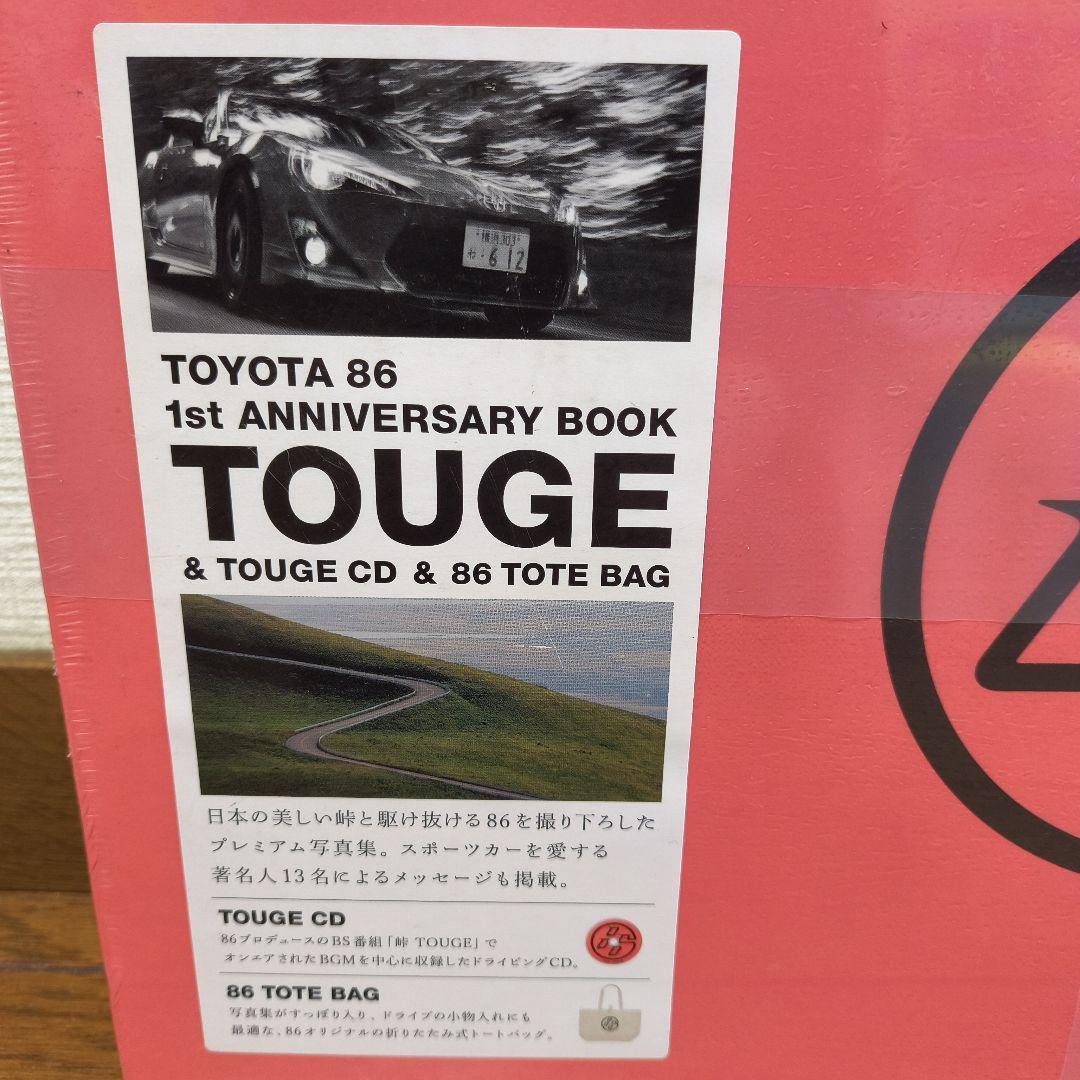 横浜 303
わ・612
TOYOTA 86
1st ANNIVERSARY BOOK
TOUGE
& TOUGE CD & 86 TOTE BAG
日本の美しい峠と駆け抜ける86を撮り下ろした
プレミアム写真集。スポーツカーを愛する
著名人13名によるメッセージも掲載。
TOUGE CD
86プロデュースのBS番組「峠 TOUGE」で
オンエアされたBGMを中心に収録したドライビングCD。
86 TOTE BAG
写真集がすっぽり入り、ドライブの小物入れにも
最適な、86オリジナルの折りたたみ式トートバッグ。